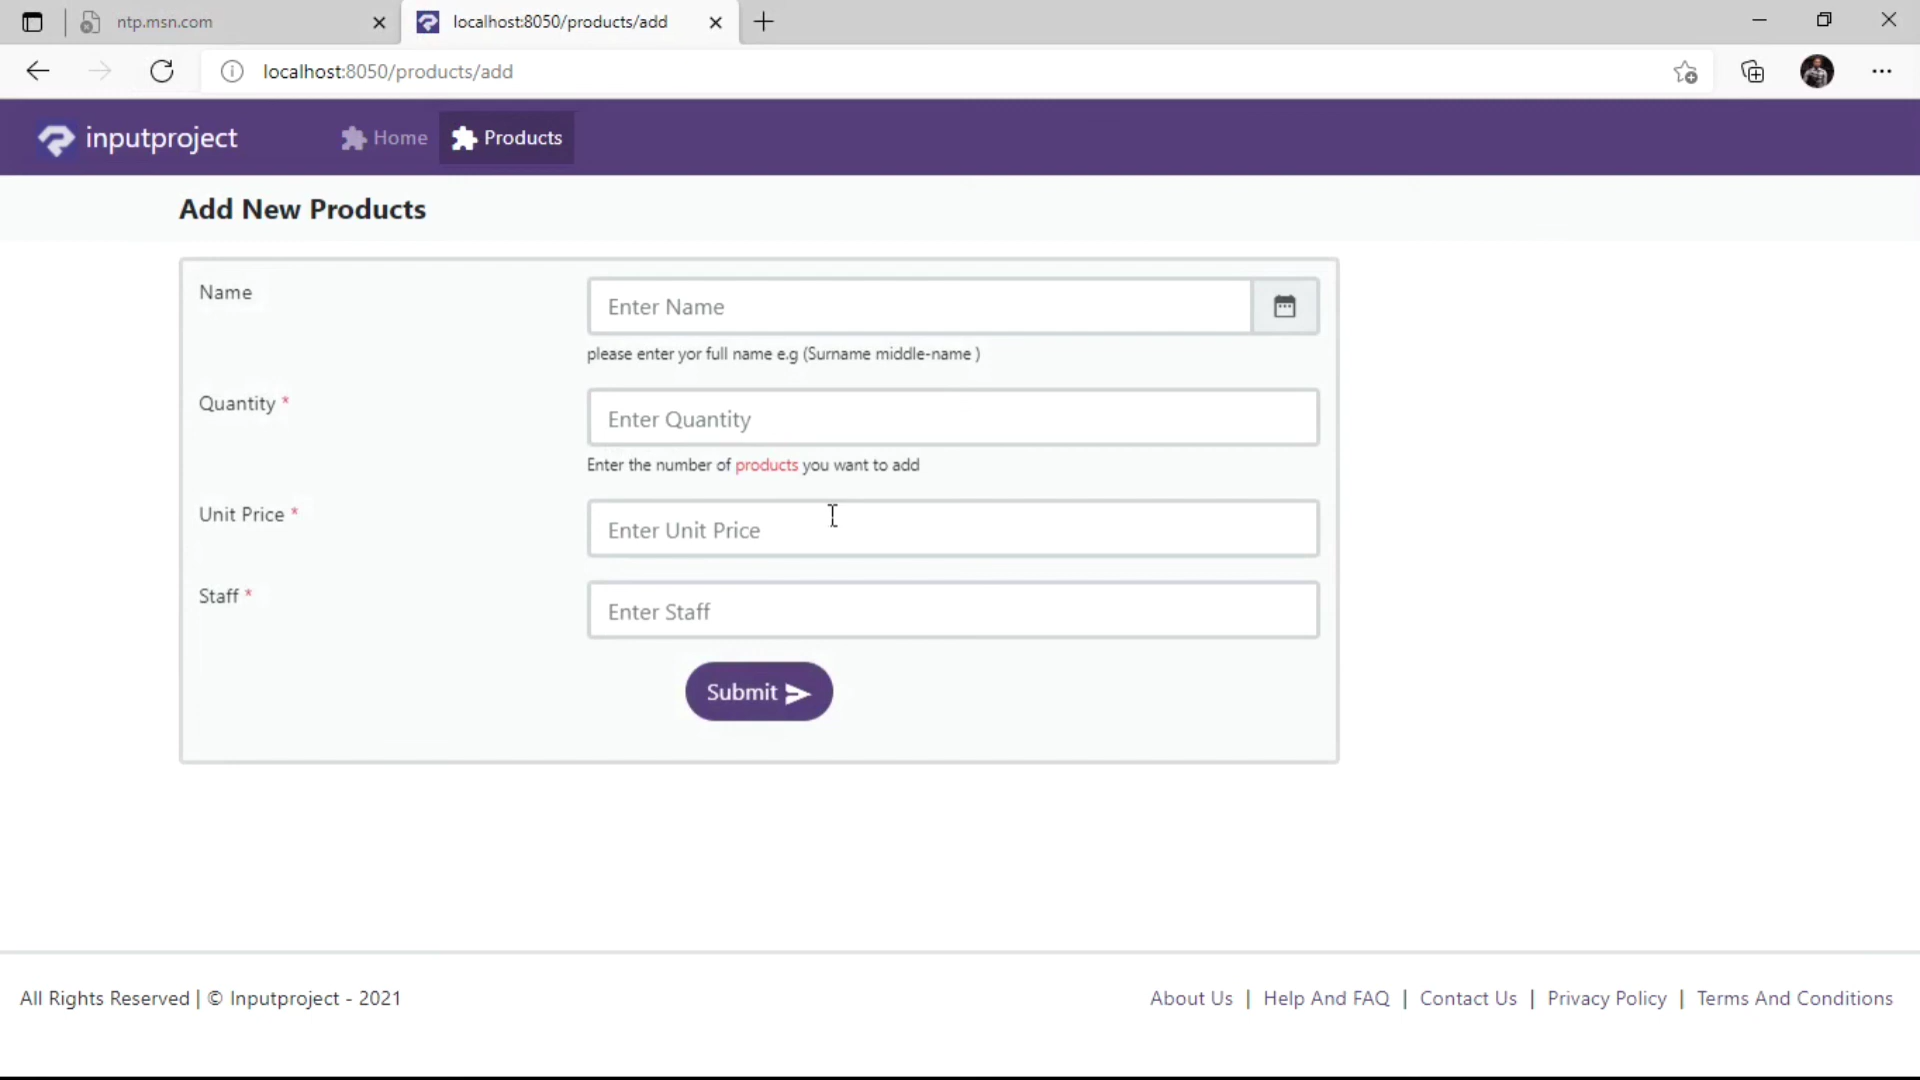 ntp.msn.com
localhost:8050/products/add
localhost:8050/products/add
inputproject
Home
Products
Add New Products
Name
Enter Name
please enter yor full name e.g (Surname middle-name )
Quantity *
Enter Quantity
Enter the number of products you want to add
Unit Price *
Enter Unit Price
Staff *
Enter Staff
Submit
All Rights Reserved | © Inputproject - 2021
About Us | Help And FAQ | Contact Us | Privacy Policy | Terms And Conditions